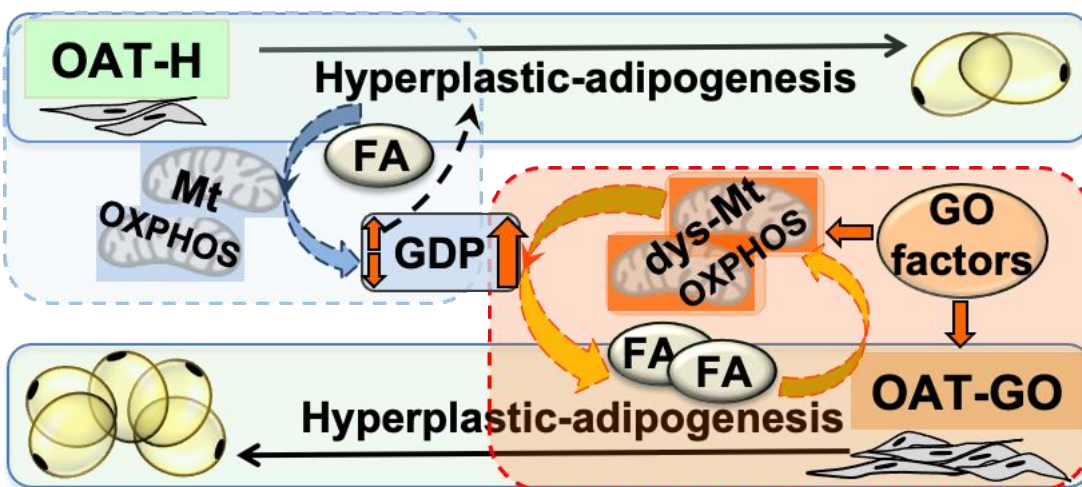 OAT-H
Hyperplastic-adipogenesis
FA
Mt
OXPHOS
GDP
dys-Mt
OXPHOS
GO
factors
FA
FA
OAT-GO
Hyperplastic-adipogenesis